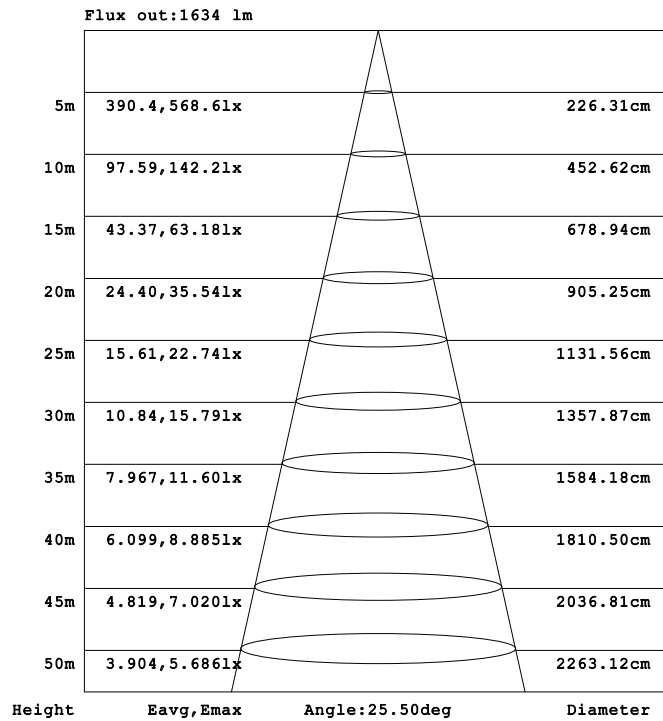 Flux out:1634 lm
5m 390.4,568.6lx 226.31cm
10m 97.59,142.2lx 452.62cm
15m 43.37,63.18lx 678.94cm
20m 24.40,35.54lx 905.25cm
25m 15.61,22.74lx 1131.56cm
30m 10.84,15.79lx 1357.87cm
35m 7.967,11.60lx 1584.18cm
40m 6.099,8.885lx 1810.50cm
45m 4.819,7.020lx 2036.81cm
50m 3.904,5.686lx 2263.12cm
Height Eavg,Emax Angle:25.50deg Diameter